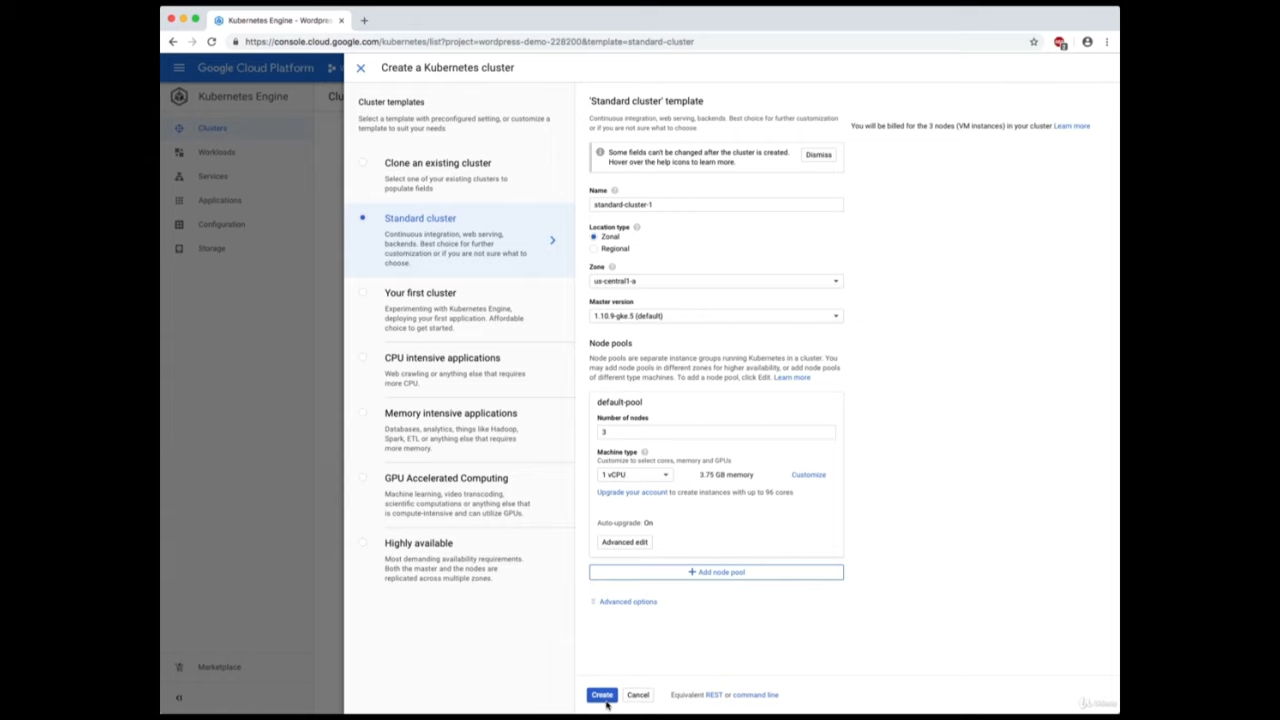 Kubernetes Engine - Wordpres
https://console.cloud.google.com/kubernetes/list?project=wordpress-demo-228200&template=standard-cluster
Google Cloud Platform
Create a Kubernetes cluster
Kubernetes Engine
Clu
Clusters
Workloads
Services
Applications
Configuration
Storage
Marketplace
Cluster templates
Select a template with preconfigured setting, or customize a
template to suit your needs
Clone an existing cluster
Select one of your existing clusters to
populate fields
Standard cluster
Continuous integration, web serving,
backends. Best choice for further
customization or if you are not sure what to
choose.
Your first cluster
Experimenting with Kubernetes Engine,
deploying your first application. Affordable
choice to get started.
CPU intensive applications
Web crawling or anything else that requires
more CPU.
Memory intensive applications
Databases, analytics, things like Hadoop,
Spark, ETL or anything else that requires
more memory.
GPU Accelerated Computing
Machine learning, video transcoding,
scientific computations or anything else that
is compute-intensive and can utilize GPUs.
Highly available
Most demanding availability requirements.
Both the master and the nodes are
replicated across multiple zones.
'Standard cluster' template
Continuous integration, web serving, backends. Best choice for further customization
or if you are not sure what to choose
You will be billed for the 3 nodes (VM instances) in your cluster Learn more
Some fields can't be changed after the cluster is created.
Hover over the help icons to learn more.
Dismiss
Name
standard-cluster-1
Location type
Zonal
Regional
Zone
us-central1-a
Master version
1.10.9-gke.5 (default)
Node pools
Node pools are separate instance groups running Kubernetes in a cluster. You
may add node pools in different zones for higher availability, or add node pools
of different type machines. To add a node pool, click Edit. Learn more
default-pool
Number of nodes
3
Machine type
Customize to select cores, memory and GPUs
1 vCPU 3.75 GB memory Customize
Upgrade your account to create instances with up to 96 cores
Auto-upgrade: On
Advanced edit
+ Add node pool
Advanced options
Create Cancel Equivalent REST or command line